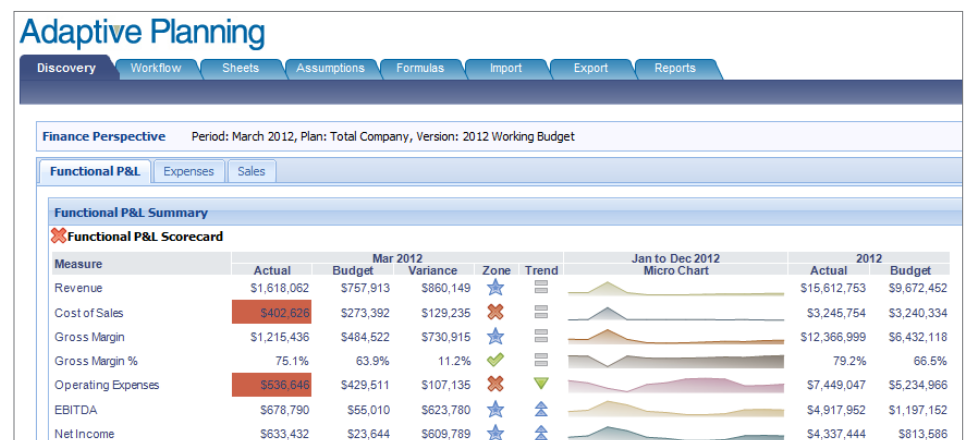 Adaptive Planning
Discovery Workflow Sheets Assumptions Formulas Import Export Reports
Finance Perspective Period: March 2012, Plan: Total Company, Version: 2012 Working Budget
Functional P&L Expenses Sales
Functional P&L Summary
Functional P&L Scorecard
Measure Mar 2012 Jan to Dec 2012 2012
Actual Budget Variance Zone Trend Micro Chart Actual Budget
Revenue $1,618,062 $757,913 $860,149 $15,612,753 $9,672,452
Cost of Sales $402,626 $273,392 $129,235 $3,245,754 $3,240,334
Gross Margin $1,215,436 $484,522 $730,915 $12,366,999 $6,432,118
Gross Margin % 75.1% 63.9% 11.2% 79.2% 66.5%
Operating Expenses $536,646 $429,511 $107,135 $7,449,047 $5,234,966
EBITDA $678,790 $55,010 $623,780 $4,917,952 $1,197,152
Net Income $633,432 $23,644 $609,789 $4,337,444 $813,586